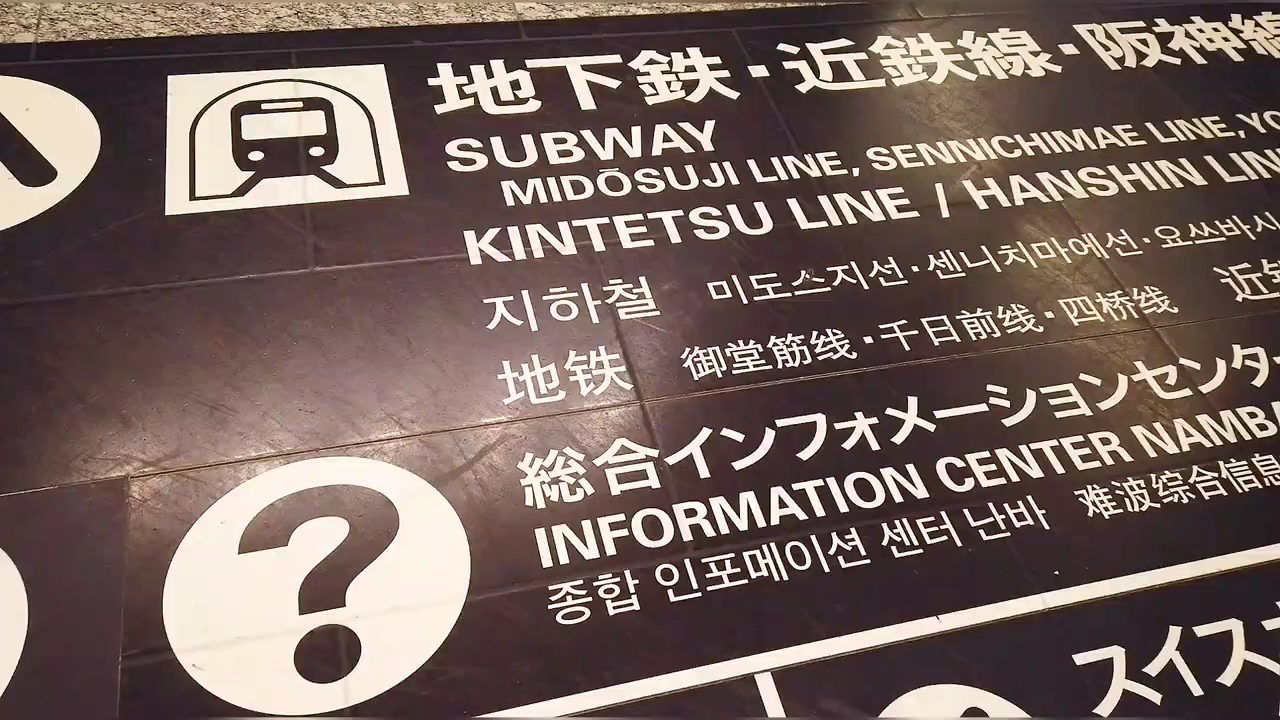 地下鉄・近鉄線・阪神線
SUBWAY
MIDŌSUJI LINE, SENNICHIMAE LINE,
KINTETSU LINE / HANSHIN
지하철 미도스지선・센니치마에선・요쓰바시
地铁 御堂筋线・千日前线・四桥线 近
?
総合インフォメーションセンター
INFORMATION CENTER
종합 인포메이션 센터 난바 难波综合信息
スイス